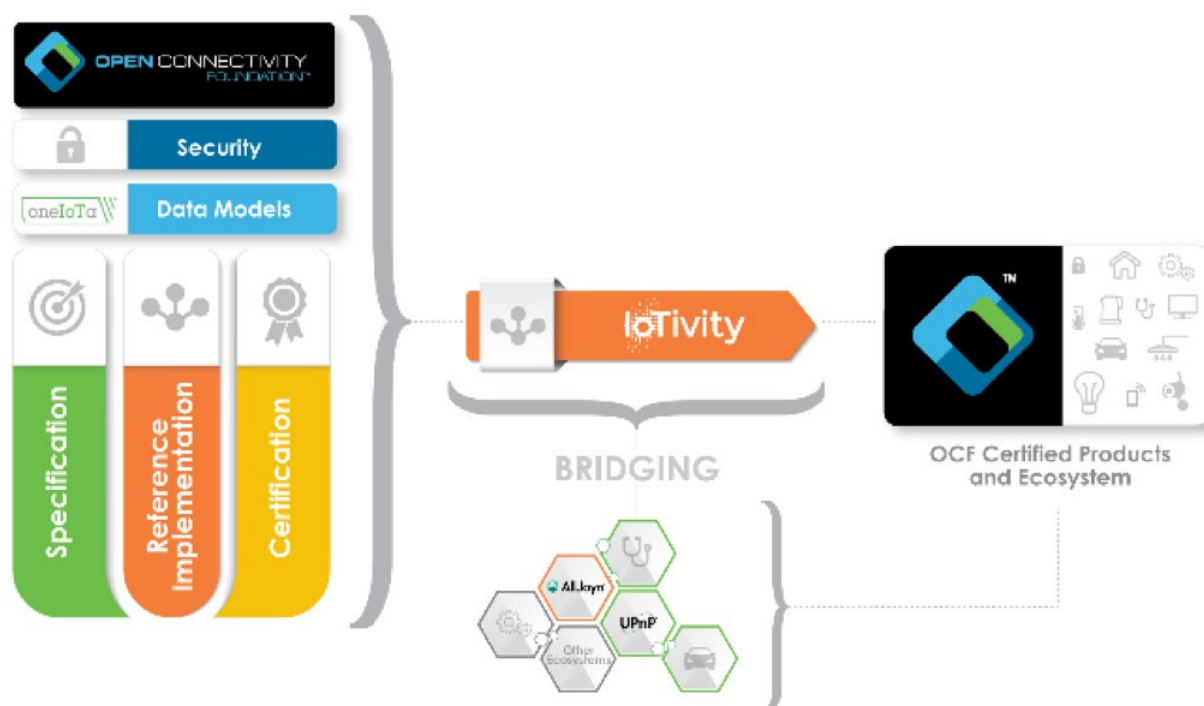 OPEN CONNECTIVITY
FOUNDATION™
Security
oneIoTa
Data Models
Specification
Reference
Implementation
Certification
IoTivity
TM
OCF Certified Products
and Ecosystem
BRIDGING
AllJoyn
UPnP
Other
Ecosystems